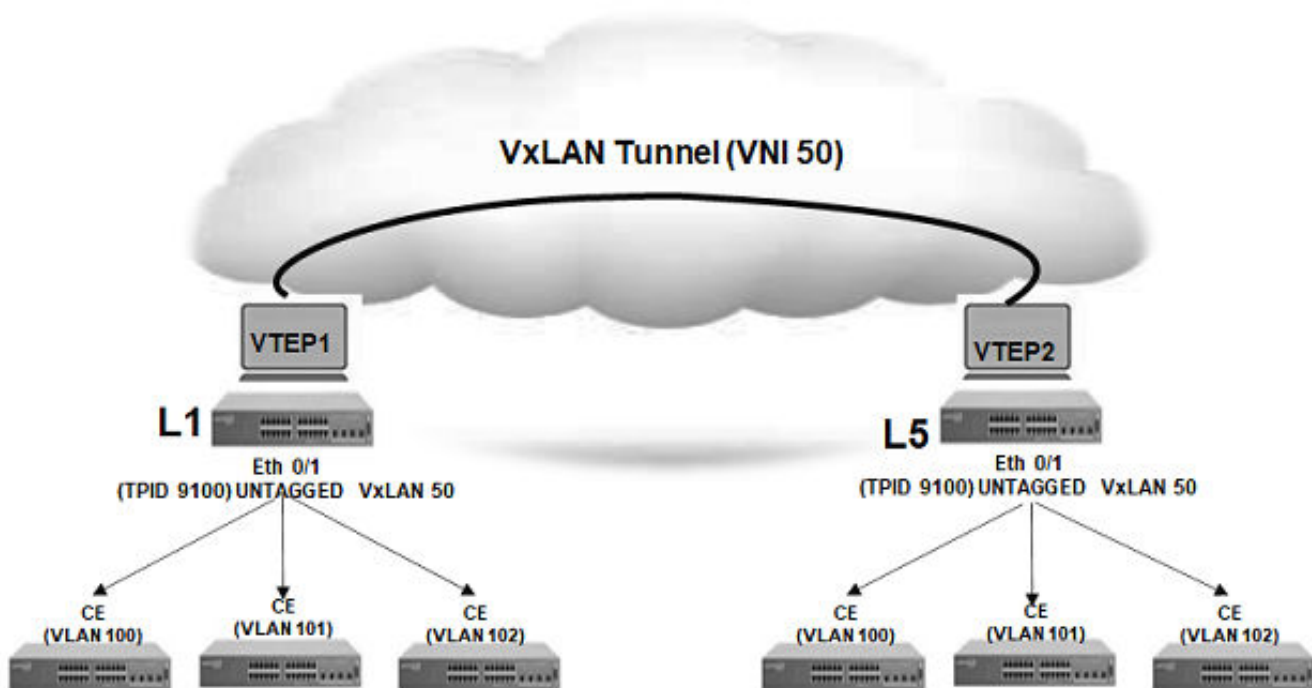 VxLAN Tunnel (VNI 50)
VTEP1
VTEP2
L1
L5
Eth 0/1
(TPID 9100) UNTAGGED VxLAN 50
Eth 0/1
(TPID 9100) UNTAGGED VxLAN 50
CE
(VLAN 100)
CE
(VLAN 101)
CE
(VLAN 102)
CE
(VLAN 100)
CE
(VLAN 101)
CE
(VLAN 102)